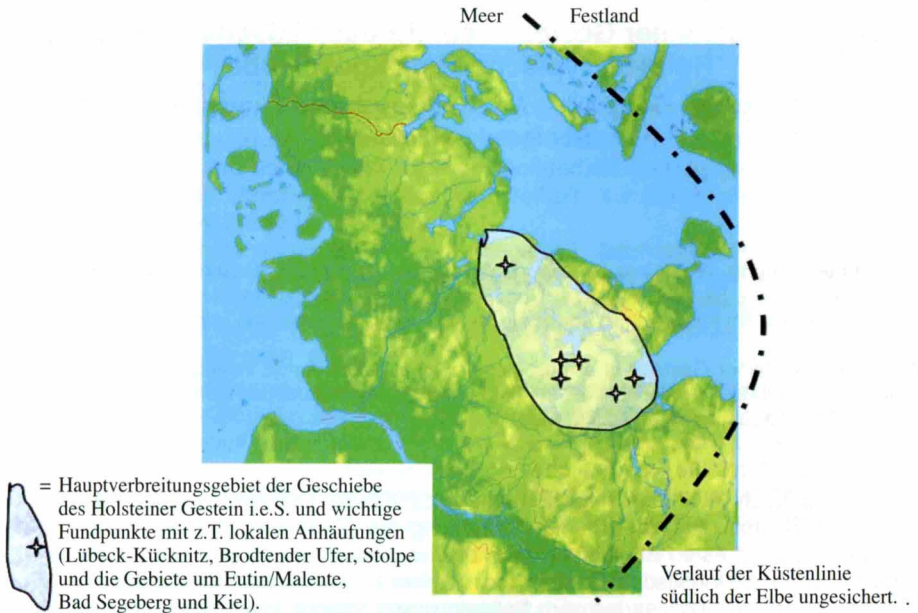 Meer Festland
= Hauptverbreitungsgebiet der Geschiebe
des Holsteiner Gestein i.e.S. und wichtige
Fundpunkte mit z.T. lokalen Anhäufungen
(Lübeck-Kücknitz, Brodtender Ufer, Stolpe
und die Gebiete um Eutin/Malente,
Bad Segeberg und Kiel).
Verlauf der Küstenlinie
südlich der Elbe ungesichert.